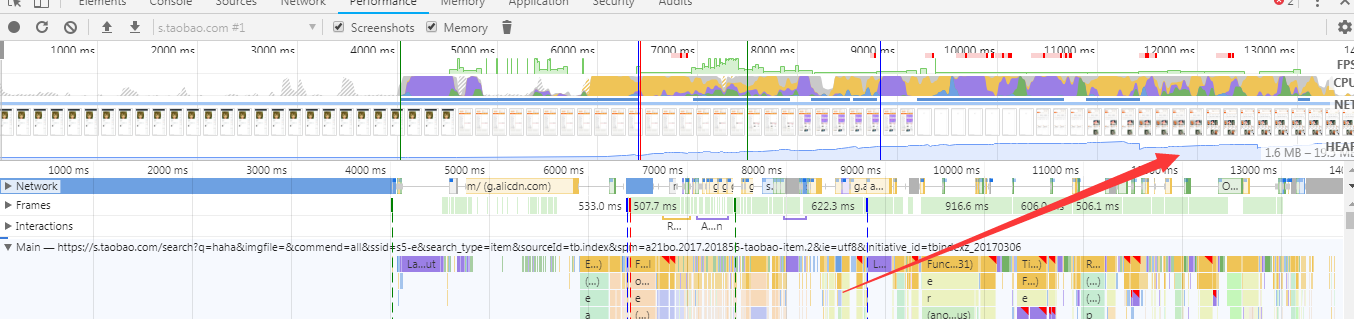 Elements Console Sources Network Performance Memory Application Security Audits 2
s.taobao.com #1 Screenshots Memory
1000 ms 2000 ms 3000 ms 4000 ms 5000 ms 6000 ms 7000 ms 8000 ms 9000 ms 10000 ms 11000 ms 12000 ms 13000 ms
FPS
CPU
NET
HEAP
1.6 MB –
1000 ms 2000 ms 3000 ms 4000 ms 5000 ms 6000 ms 7000 ms 8000 ms 9000 ms 10000 ms 11000 ms 12000 ms 13000 ms
Network m/ (g.alicdn.com) g g s. g.a a... O...
Frames 533.0 ms 507.7 ms 622.3 ms 916.6 ms 606.0 ms 506.1 ms
Interactions R... A...n
Main — https://s.taobao.com/search?q=haha&imgfile=&commend=all&ssid=s5-e&search_type=item&sourceId=tb.index&spm=a21bo.2017.201856-taobao-item.2&ie=utf8&initiative_id=tbindexz_20170306
La...ut E...) F...l L... Func...31) Ti...) R...
(...) o... e F...) (...)
e e r e (...)
a (...) (ano...us) p